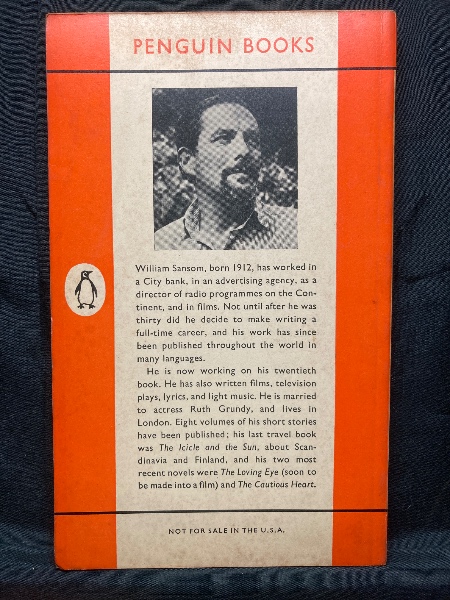 PENGUIN BOOKS
William Sansom, born 1912, has worked in
a City bank, in an advertising agency, as a
director of radio programmes on the Con-
tinent, and in films. Not until after he was
thirty did he decide to make writing a
full-time career, and his work has since
been published throughout the world in
many languages.
He is now working on his twentieth
book. He has also written films, television
plays, lyrics, and light music. He is married
to actress Ruth Grundy, and lives in
London. Eight volumes of his short stories
have been published; his last travel book
was The Icicle and the Sun, about Scan-
dinavia and Finland, and his two most
recent novels were The Loving Eye (soon to
be made into a film) and The Cautious Heart.
NOT FOR SALE IN THE U.S.A.